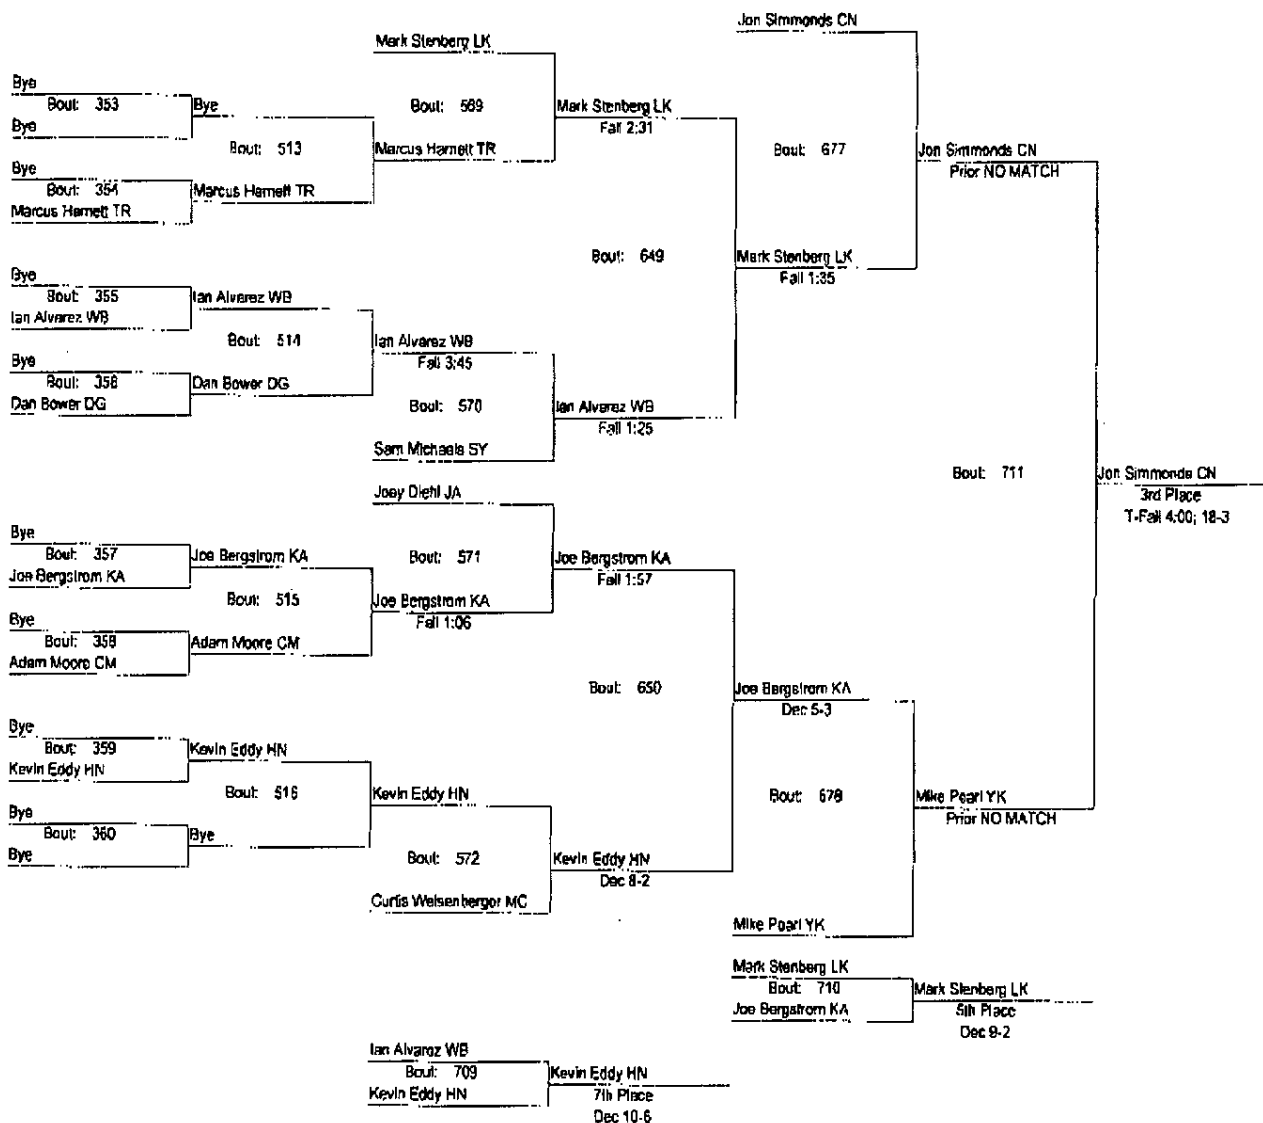 Jon Simmonds CN
Mark Stenberg LK
Bye
Bout: 353
Bye
Bye
Bout: 569
Mark Stenberg LK
Fall 2:31
Bout: 513
Marcus Harnett TR
Bout: 677
Jon Simmonds CN
Prior NO MATCH
Bye
Bout: 354
Marcus Harnett TR
Marcus Harnett TR
Bout: 649
Mark Stenberg LK
Fall 1:35
Bye
Bout: 355
Ian Alvarez WB
Ian Alvarez WB
Bout: 514
Ian Alvarez WB
Fall 3:45
Bye
Bout: 356
Dan Bower DG
Dan Bower DG
Bout: 570
Ian Alvarez WB
Fall 1:25
Sam Michaels SY
Bout: 711
Jon Simmonds CN
3rd Place
T-Fall 4:00; 18-3
Joey Diehl JA
Bye
Bout: 357
Joe Bergstrom KA
Joe Bergstrom KA
Bout: 571
Joe Bergstrom KA
Fall 1:57
Bout: 515
Joe Bergstrom KA
Fall 1:06
Bye
Bout: 358
Adam Moore CM
Adam Moore CM
Bout: 650
Joe Bergstrom KA
Dec 5-3
Bye
Bout: 359
Kevin Eddy HN
Kevin Eddy HN
Bout: 516
Kevin Eddy HN
Bout: 678
Mike Pearl YK
Prior NO MATCH
Bye
Bout: 360
Bye
Bye
Bout: 572
Kevin Eddy HN
Dec 8-2
Curtis Weisenberger MC
Mike Pearl YK
Mark Stenberg LK
Bout: 710
Joe Bergstrom KA
Mark Stenberg LK
5th Place
Dec 9-2
Ian Alvarez WB
Bout: 709
Kevin Eddy HN
Kevin Eddy HN
7th Place
Dec 10-6